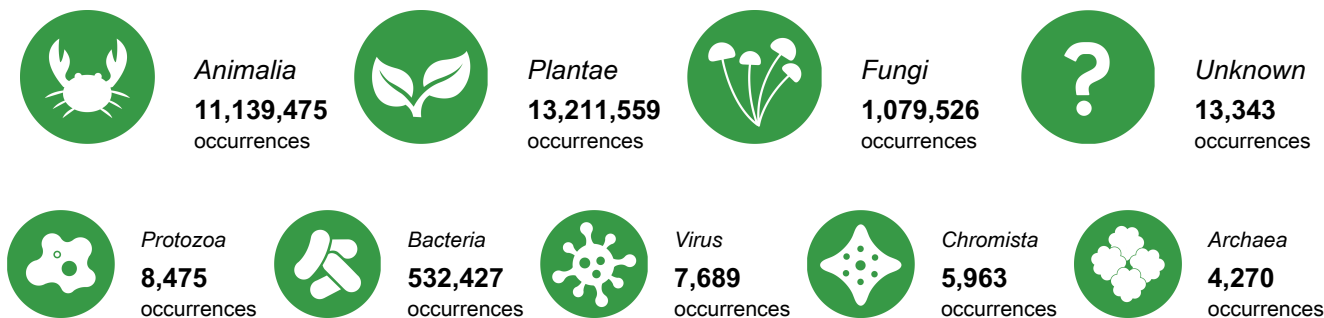 Animalia
11,139,475
occurrences
Plantae
13,211,559
occurrences
Fungi
1,079,526
occurrences
?
Unknown
13,343
occurrences
Protozoa
8,475
occurrences
Bacteria
532,427
occurrences
Virus
7,689
occurrences
Chromista
5,963
occurrences
Archaea
4,270
occurrences